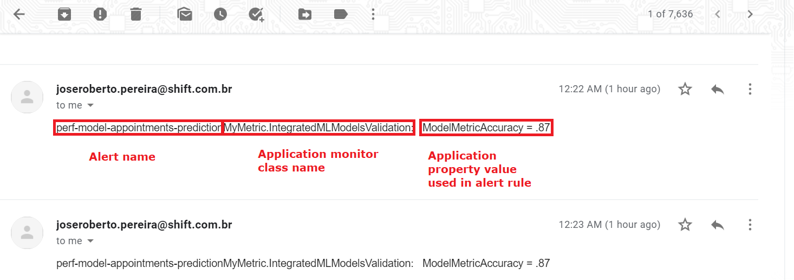 1 of 7,636
joseroberto.pereira@shift.com.br 12:22 AM (1 hour ago)
to me
perf-model-appointments-predictionMyMetric.IntegratedMLModelsValidation: ModelMetricAccuracy = .87
Alert name
Application monitor
class name
Application
property value
used in alert rule
joseroberto.pereira@shift.com.br 12:23 AM (1 hour ago)
to me
perf-model-appointments-predictionMyMetric.IntegratedMLModelsValidation: ModelMetricAccuracy = .87